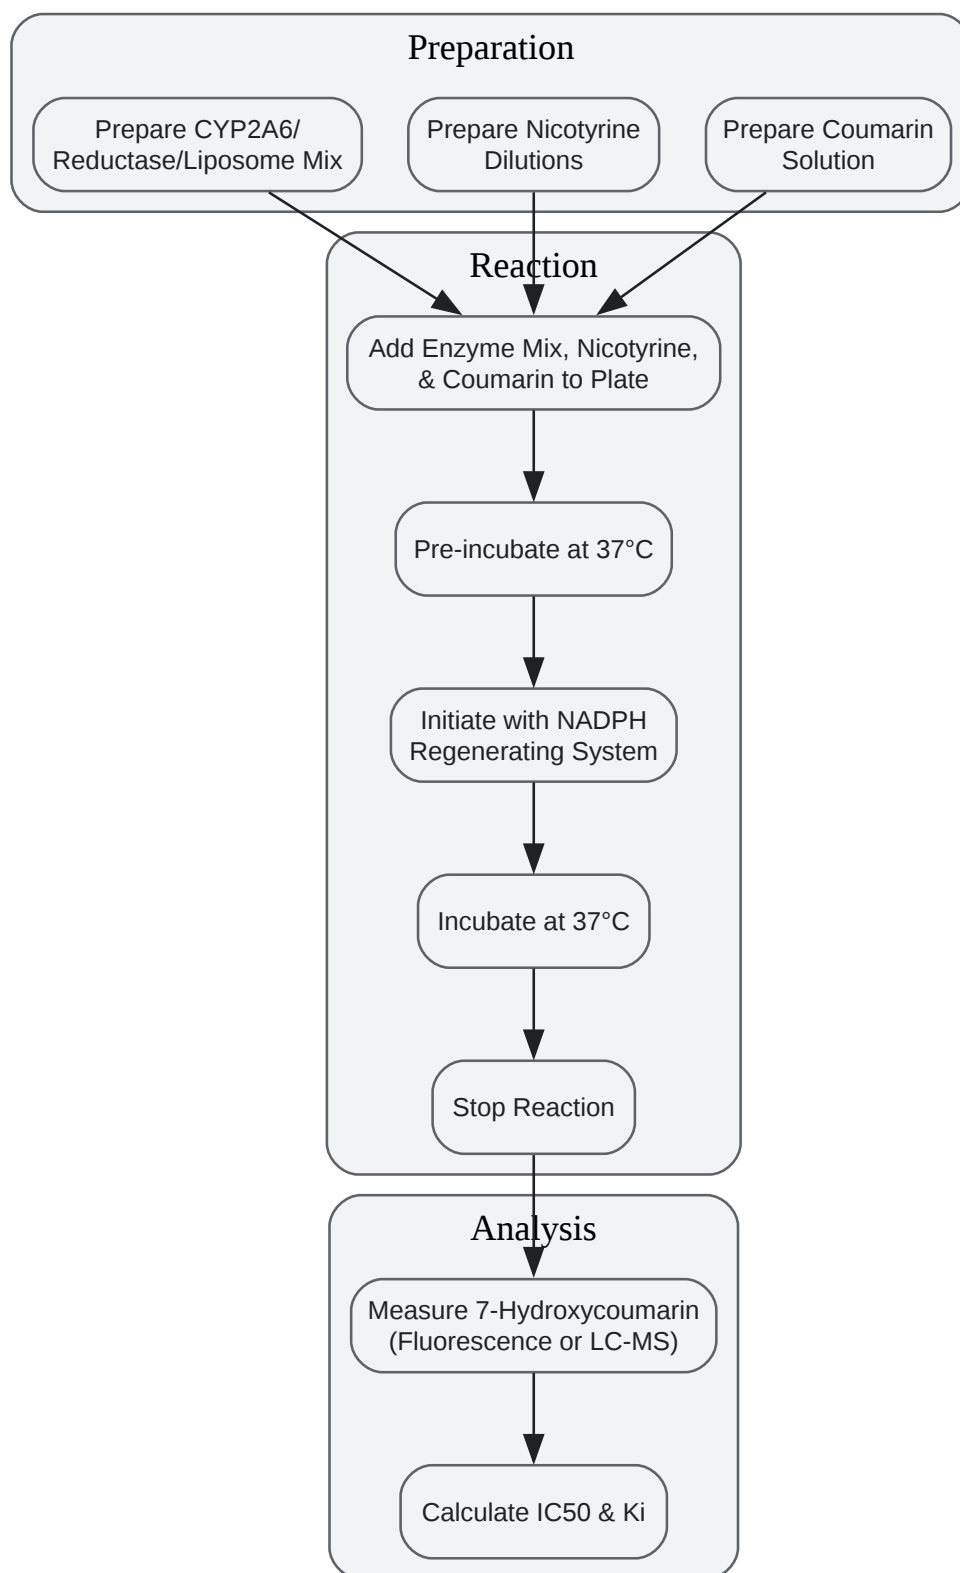 Preparation
Prepare CYP2A6/
Reductase/Liposome Mix
Prepare Nicotyrine
Dilutions
Prepare Coumarin
Solution
Reaction
Add Enzyme Mix, Nicotyrine,
& Coumarin to Plate
Pre-incubate at 37°C
Initiate with NADPH
Regenerating System
Incubate at 37°C
Stop Reaction
Analysis
Measure 7-Hydroxycoumarin
(Fluorescence or LC-MS)
Calculate IC50 & Ki